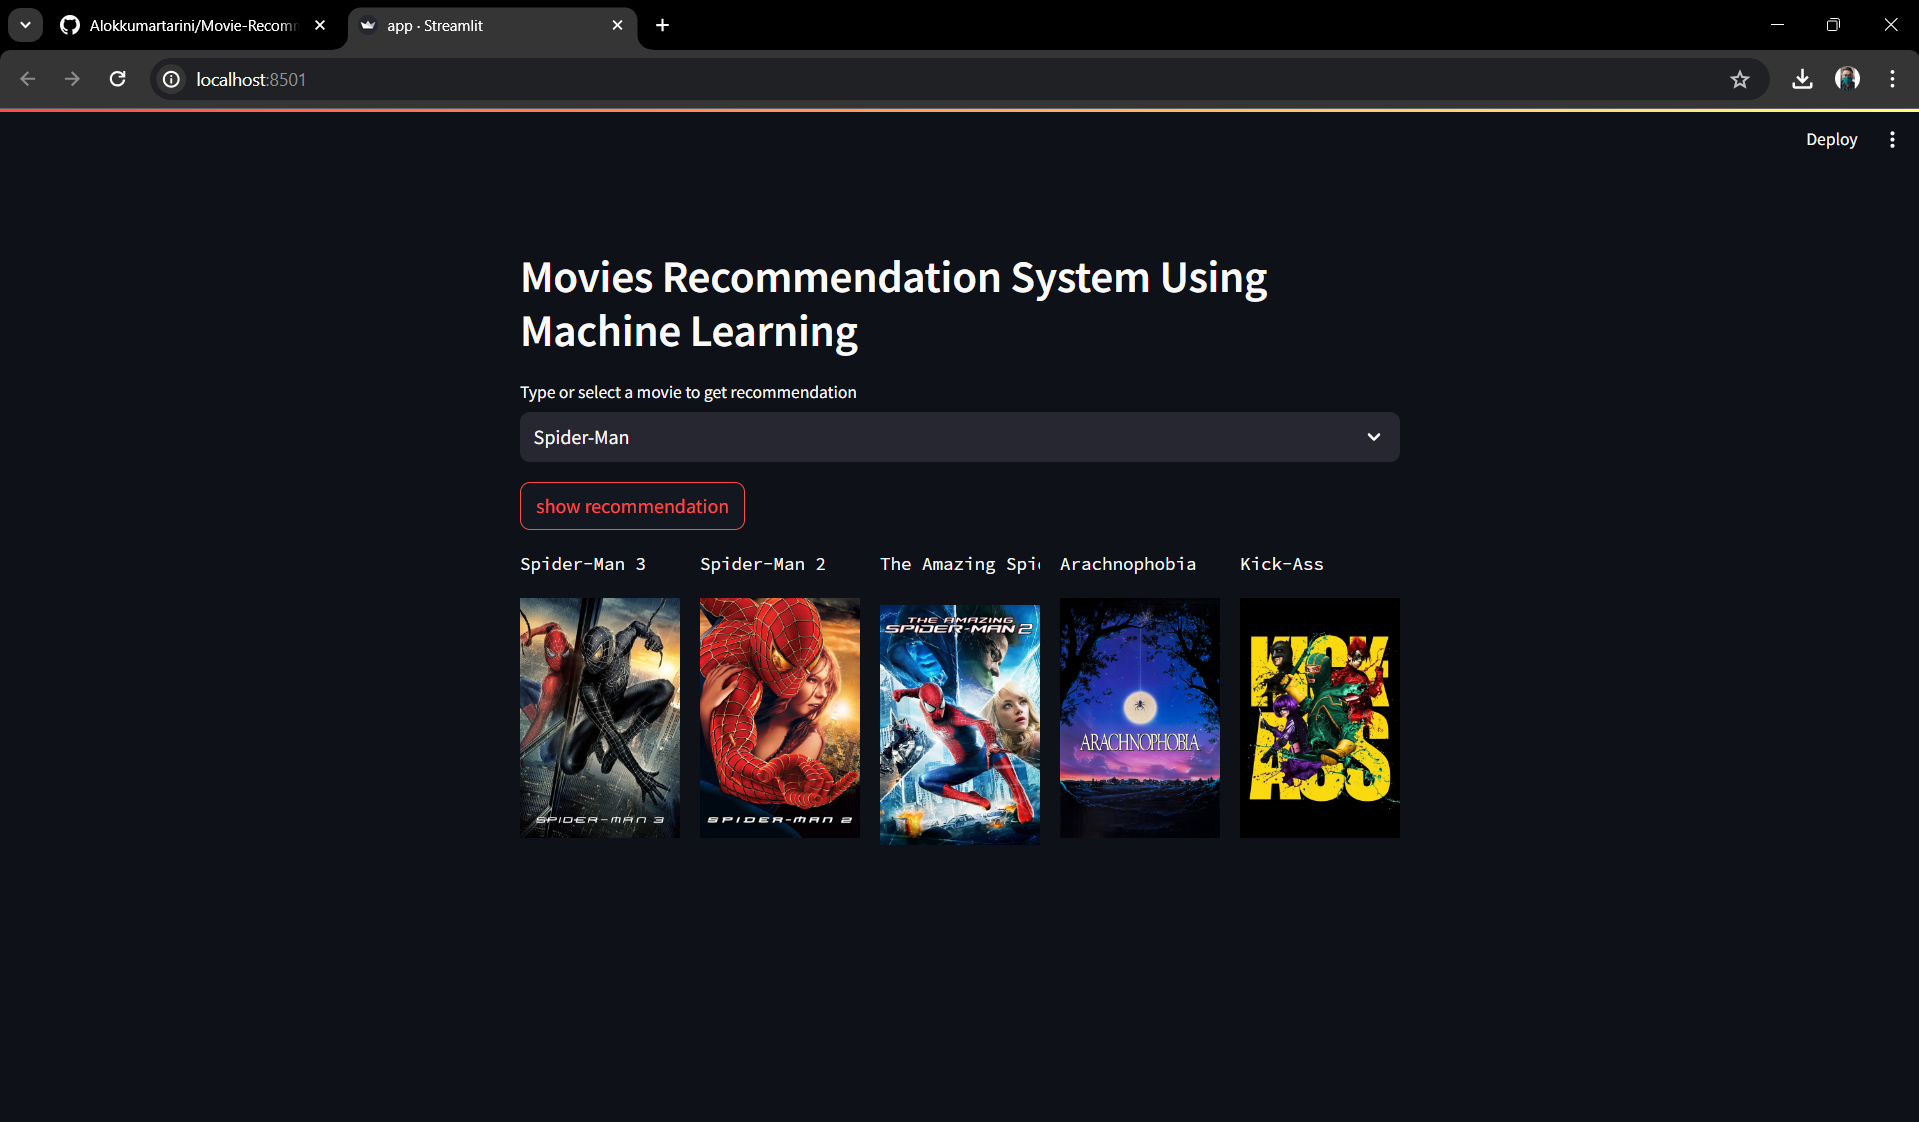 Alokkumartarini/Movie-Recom
app · Streamlit
localhost:8501
Deploy
Movies Recommendation System Using
Machine Learning
Type or select a movie to get recommendation
Spider-Man
show recommendation
Spider-Man 3
Spider-Man 2
The Amazing Spi
Arachnophobia
Kick-Ass
SPIDER-MAN 3
SPIDER-MAN 2
THE AMAZING
SPIDER-MAN 2
ARACHNOPHOBIA
KICK
ASS